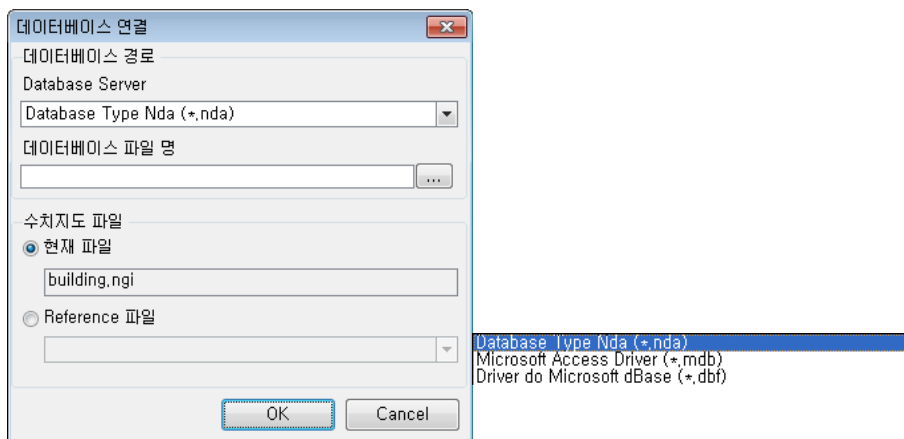 데이터베이스 연결
데이터베이스 경로
Database Server
Database Type Nda (*,nda)
데이터베이스 파일 명
...
수치지도 파일
현재 파일
building,ngi
Reference 파일
Database Type Nda (*,nda)
Microsoft Access Driver (*,mdb)
Driver do Microsoft dBase (*,dbf)
OK Cancel